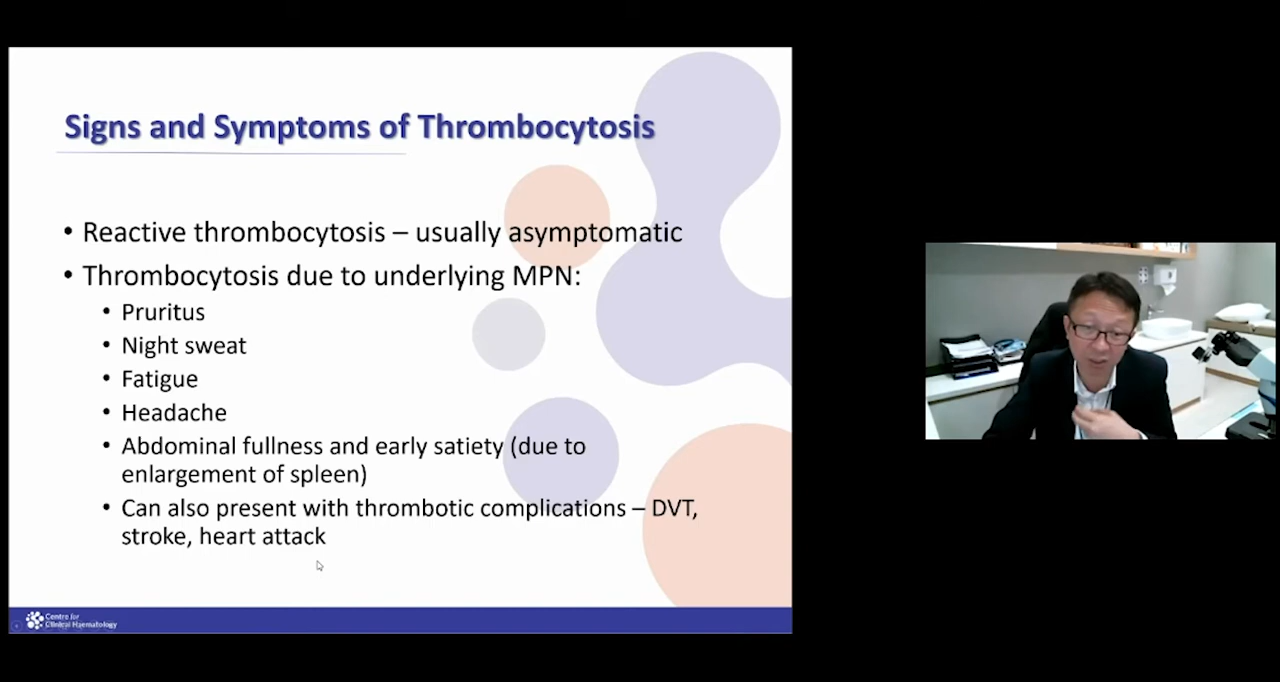 Signs and Symptoms of Thrombocytosis
• Reactive thrombocytosis – usually asymptomatic
• Thrombocytosis due to underlying MPN:
• Pruritus
• Night sweat
• Fatigue
• Headache
• Abdominal fullness and early satiety (due to
enlargement of spleen)
• Can also present with thrombotic complications – DVT,
stroke, heart attack
Centre for
Clinical Haematology